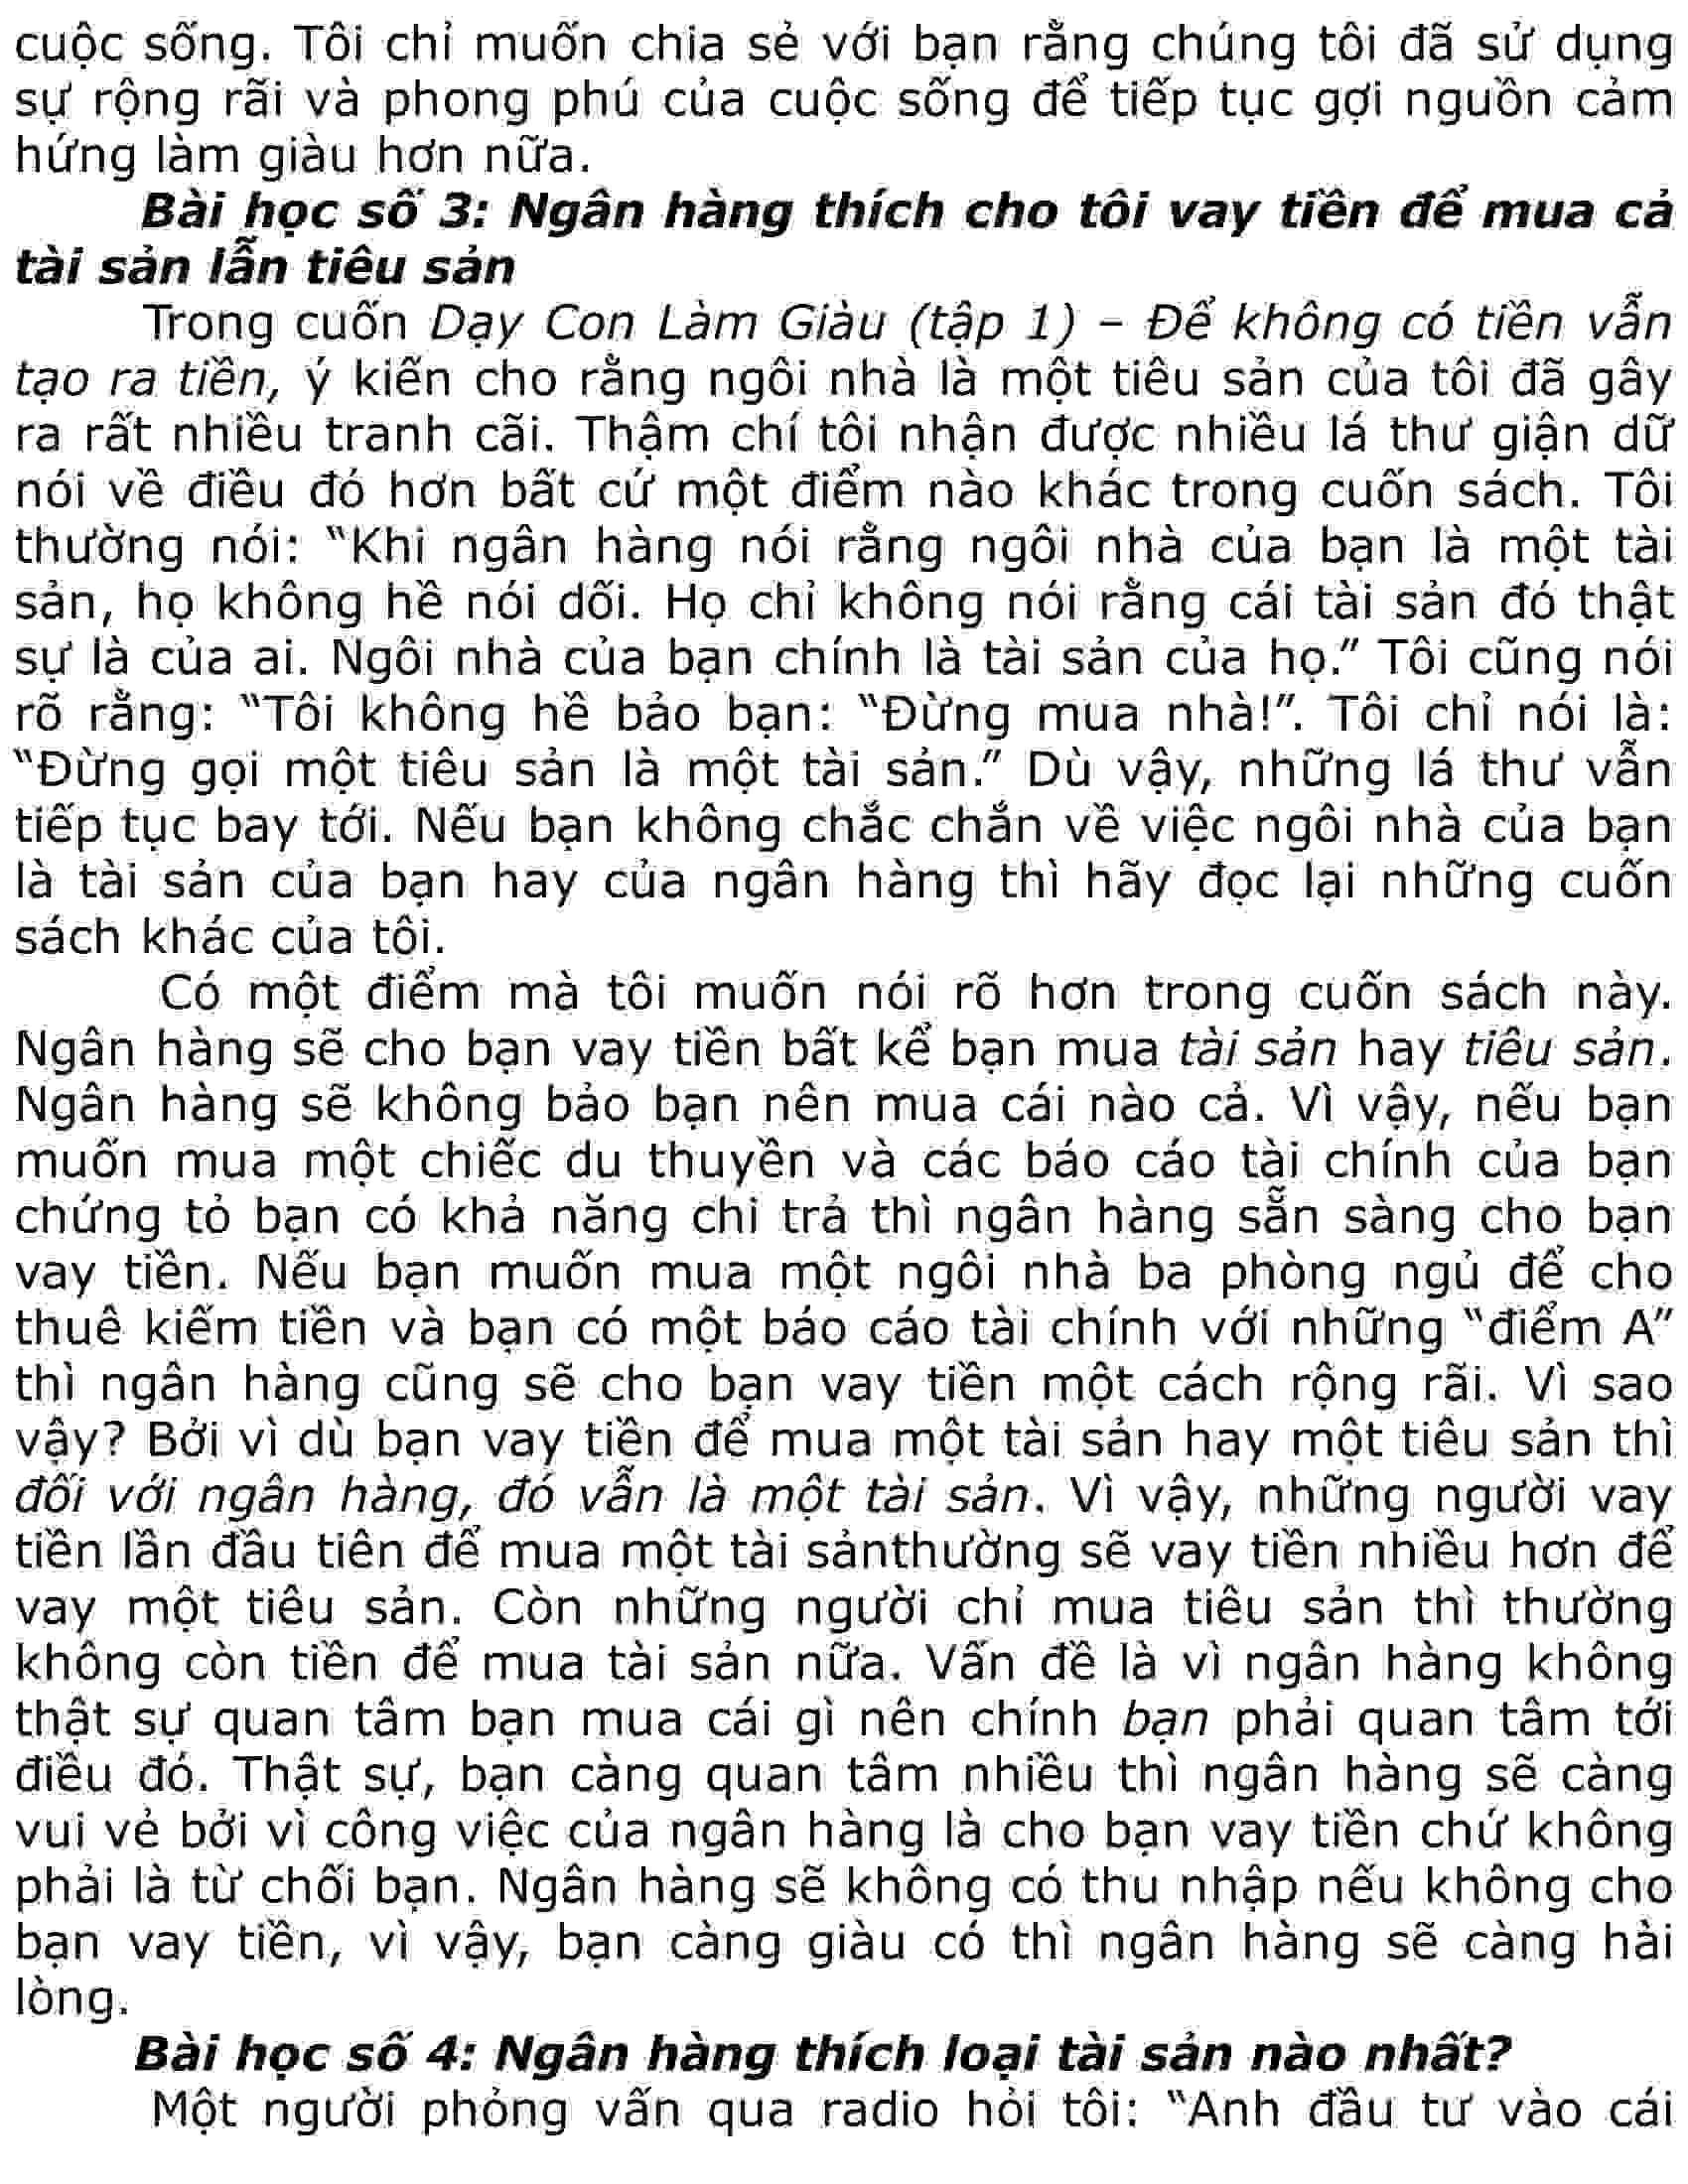 cuộc sống. Tôi chỉ muốn chia sẻ với bạn rằng chúng tôi đã sử dụng
sự rộng rãi và phong phú của cuộc sống để tiếp tục gợi nguồn cảm
hứng làm giàu hơn nữa.
Bài học số 3: Ngân hàng thích cho tôi vay tiền để mua cả
tài sản lẫn tiêu sản
Trong cuốn Dạy Con Làm Giàu (tập 1) – Để không có tiền vẫn
tạo ra tiền, ý kiến cho rằng ngôi nhà là một tiêu sản của tôi đã gây
ra rất nhiều tranh cãi. Thậm chí tôi nhận được nhiều lá thư giận dữ
nói về điều đó hơn bất cứ một điểm nào khác trong cuốn sách. Tôi
thường nói: “Khi ngân hàng nói rằng ngôi nhà của bạn là một tài
sản, họ không hề nói dối. Họ chỉ không nói rằng cái tài sản đó thật
sự là của ai. Ngôi nhà của bạn chính là tài sản của họ.” Tôi cũng nói
rõ rằng: “Tôi không hề bảo bạn: “Đừng mua nhà!”. Tôi chỉ nói là:
“Đừng gọi một tiêu sản là một tài sản.” Dù vậy, những lá thư vẫn
tiếp tục bay tới. Nếu bạn không chắc chắn về việc ngôi nhà của bạn
là tài sản của bạn hay của ngân hàng thì hãy đọc lại những cuốn
sách khác của tôi.
Có một điểm mà tôi muốn nói rõ hơn trong cuốn sách này.
Ngân hàng sẽ cho bạn vay tiền bất kể bạn mua tài sản hay tiêu sản.
Ngân hàng sẽ không bảo bạn nên mua cái nào cả. Vì vậy, nếu bạn
muốn mua một chiếc du thuyền và các báo cáo tài chính của bạn
chứng tỏ bạn có khả năng chi trả thì ngân hàng sẵn sàng cho bạn
vay tiền. Nếu bạn muốn mua một ngôi nhà ba phòng ngủ để cho
thuê kiếm tiền và bạn có một báo cáo tài chính với những “điểm A”
thì ngân hàng cũng sẽ cho bạn vay tiền một cách rộng rãi. Vì sao
vậy? Bởi vì dù bạn vay tiền để mua một tài sản hay một tiêu sản thì
đối với ngân hàng, đó vẫn là một tài sản. Vì vậy, những người vay
tiền lần đầu tiên để mua một tài sảnthường sẽ vay tiền nhiều hơn để
vay một tiêu sản. Còn những người chỉ mua tiêu sản thì thường
không còn tiền để mua tài sản nữa. Vấn đề là vì ngân hàng không
thật sự quan tâm bạn mua cái gì nên chính bạn phải quan tâm tới
điều đó. Thật sự, bạn càng quan tâm nhiều thì ngân hàng sẽ càng
vui vẻ bởi vì công việc của ngân hàng là cho bạn vay tiền chứ không
phải là từ chối bạn. Ngân hàng sẽ không có thu nhập nếu không cho
bạn vay tiền, vì vậy, bạn càng giàu có thì ngân hàng sẽ càng hài
lòng.
Bài học số 4: Ngân hàng thích loại tài sản nào nhất?
Một người phỏng vấn qua radio hỏi tôi: “Anh đầu tư vào cái